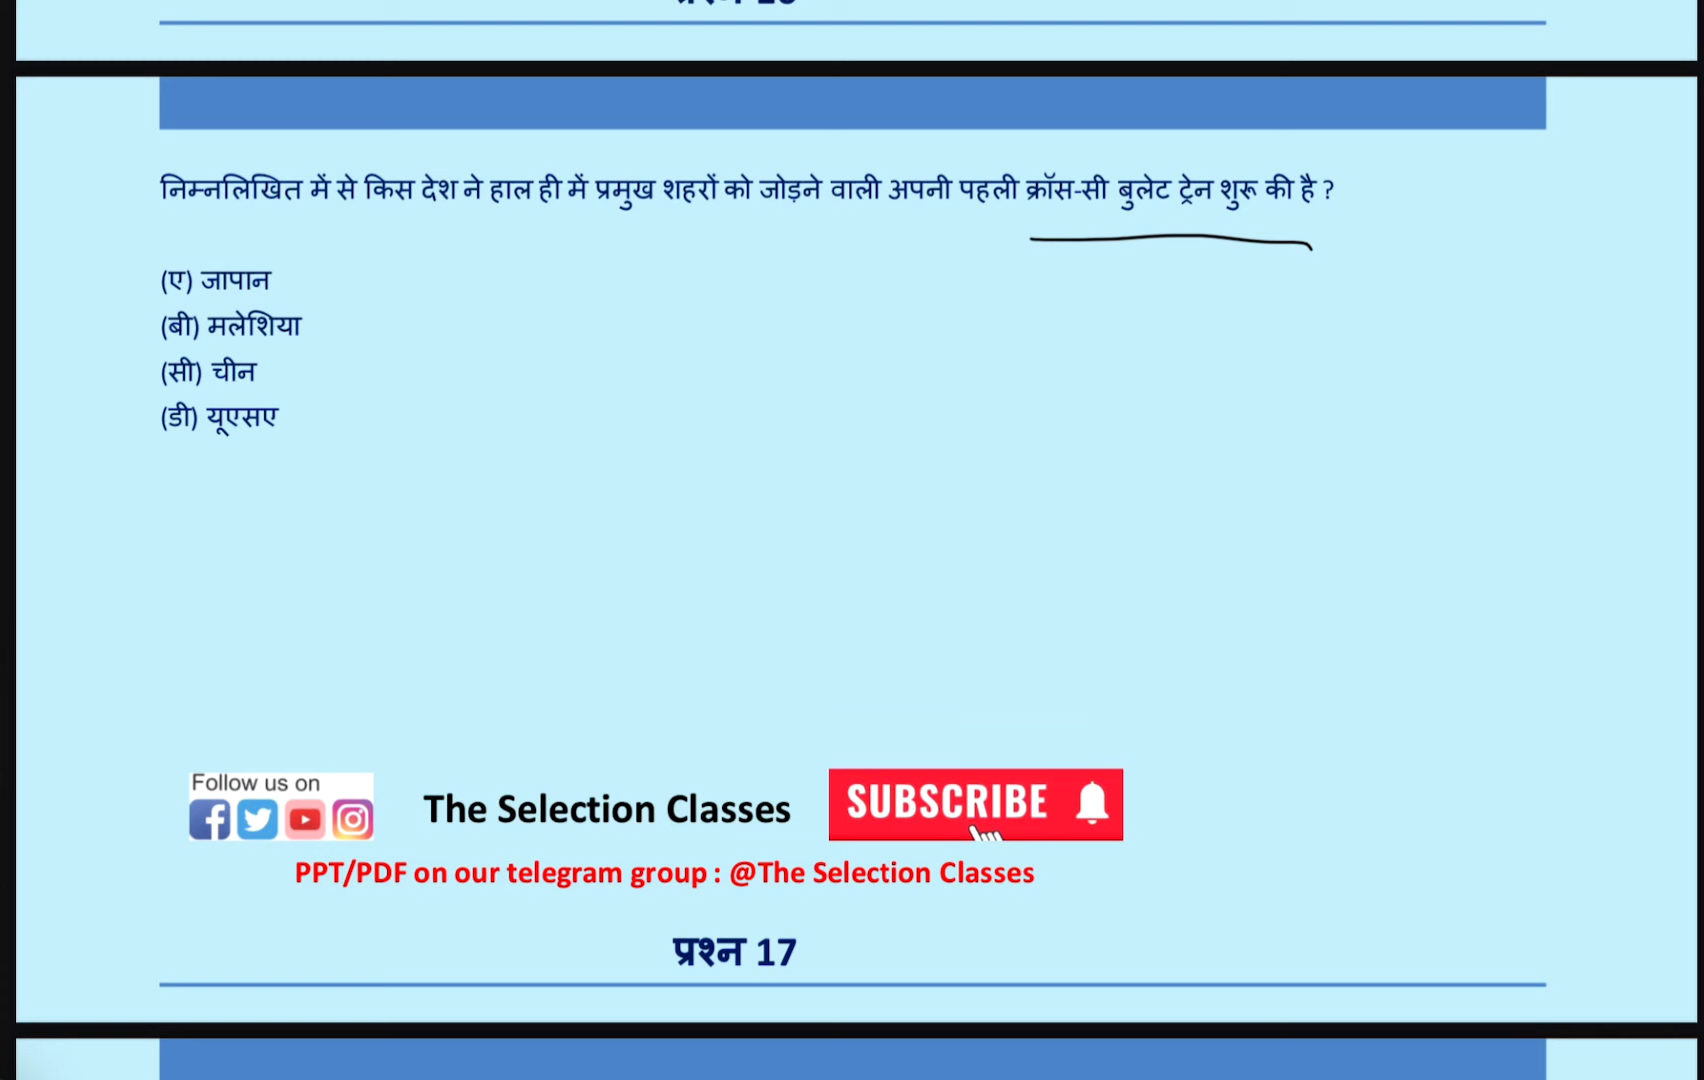 निम्नलिखित में से किस देश ने हाल ही में प्रमुख शहरों को जोड़ने वाली अपनी पहली क्रॉस-सी बुलेट ट्रेन शुरू की है ?
(ए) जापान
(बी) मलेशिया
(सी) चीन
(डी) यूएसए
Follow us on
The Selection Classes
SUBSCRIBE
PPT/PDF on our telegram group : @The Selection Classes
प्रश्न 17